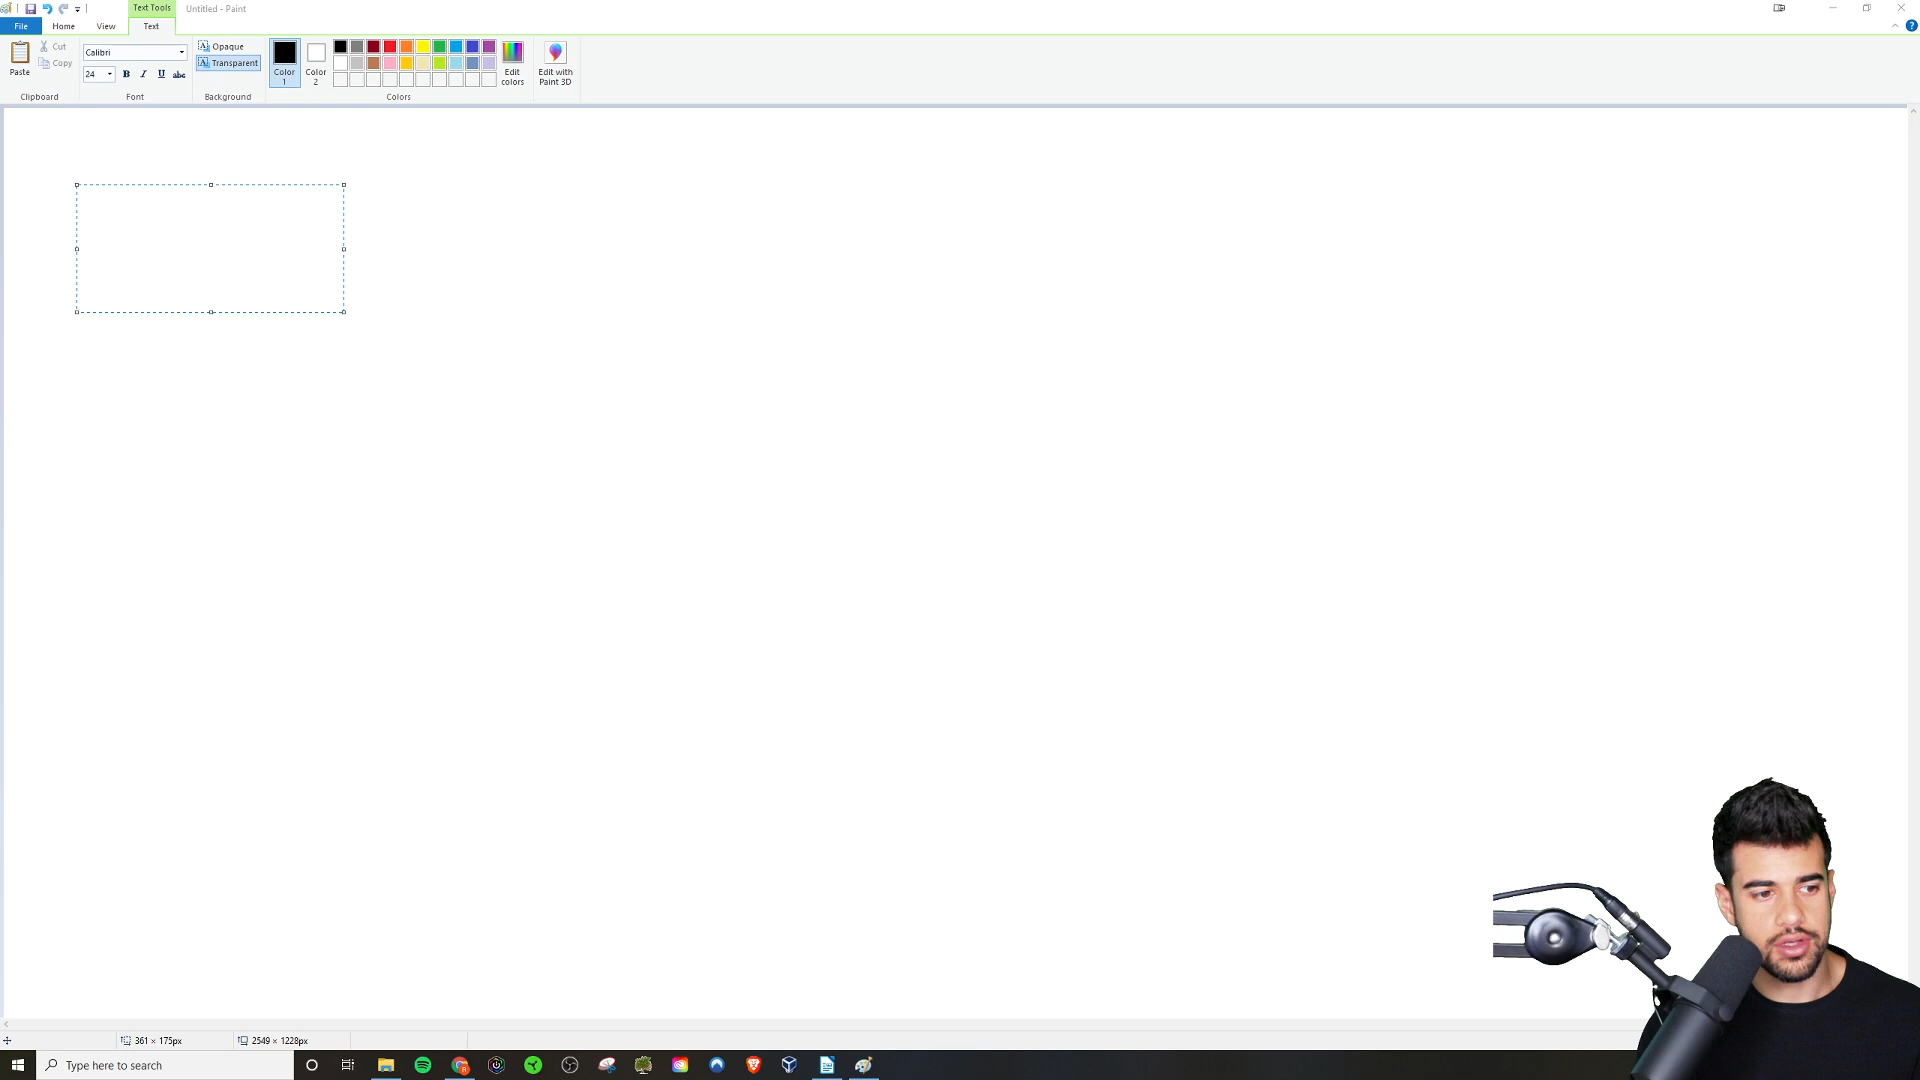 Text Tools Untitled - Paint
File Home View Text
Paste
Cut
Copy
Clipboard
Calibri
24 B I U abc
Font
Opaque
Transparent
Background
Color 1
Color 2
Colors
Edit colors
Edit with Paint 3D
361 × 175px 2549 × 1228px
Type here to search